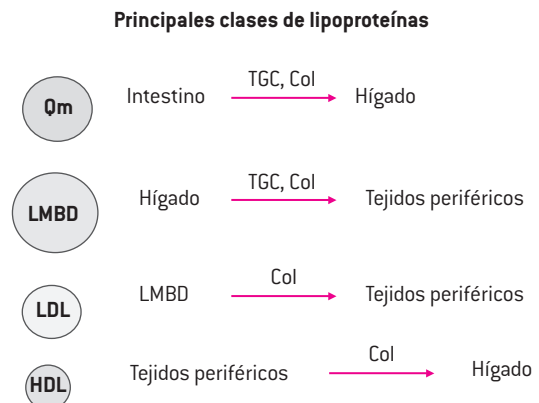 Principales clases de lipoproteínas
TGC, Col
Qm Intestino Hígado
TGC, Col
LMBD Hígado Tejidos periféricos
Col
LDL LMBD Tejidos periféricos
Col
HDL Tejidos periféricos Hígado